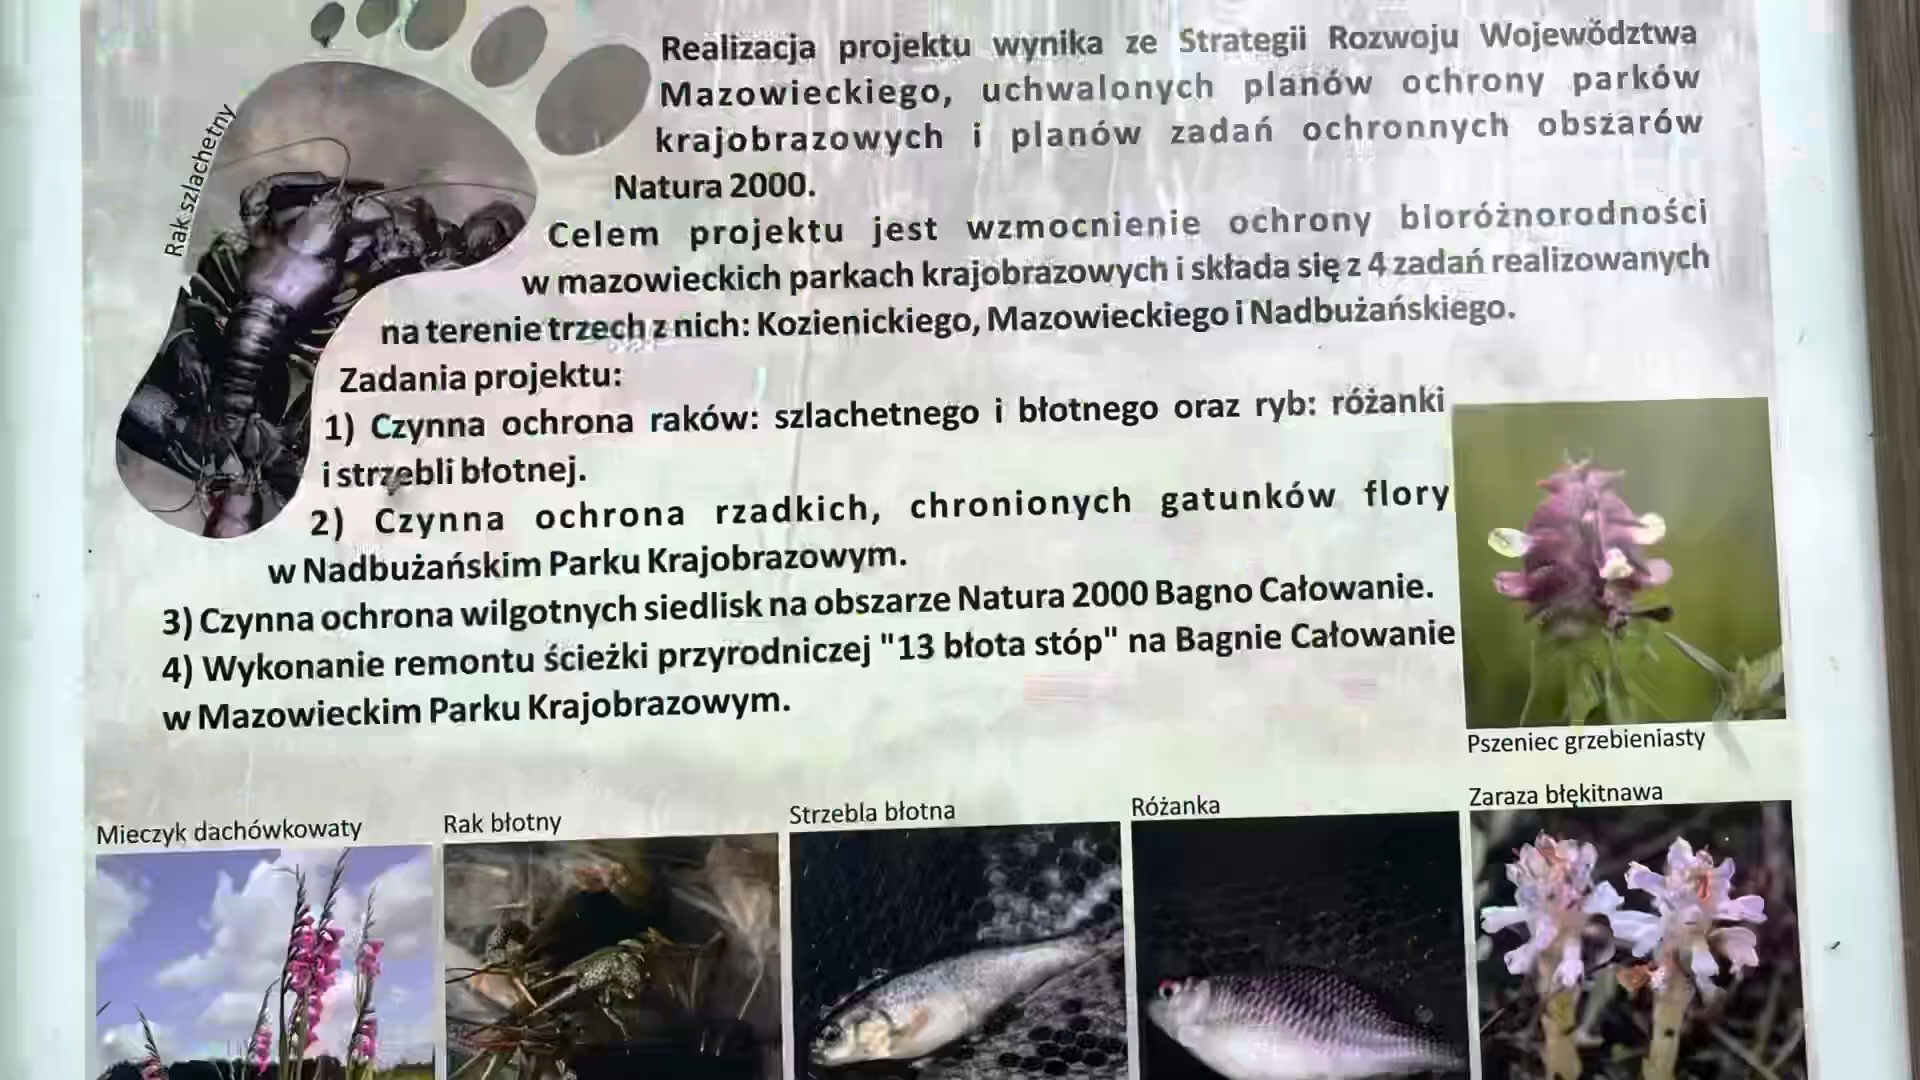 Rak szlachetny
Realizacja projektu wynika ze Strategii Rozwoju Województwa
Mazowieckiego, uchwalonych planów ochrony parków
krajobrazowych i planów zadań ochronnych obszarów
Natura 2000.
Celem projektu jest wzmocnienie ochrony bioróżnorodności
w mazowieckich parkach krajobrazowych i składa się z 4 zadań realizowanych
na terenie trzech z nich: Kozienickiego, Mazowieckiego i Nadbużańskiego.
Zadania projektu:
1) Czynna ochrona raków: szlachetnego i błotnego oraz ryb: różanki
i strzebli błotnej.
2) Czynna ochrona rzadkich, chronionych gatunków flory
w Nadbużańskim Parku Krajobrazowym.
3) Czynna ochrona wilgotnych siedlisk na obszarze Natura 2000 Bagno Całowanie.
4) Wykonanie remontu ścieżki przyrodniczej "13 błota stóp" na Bagnie Całowanie
w Mazowieckim Parku Krajobrazowym.
Pszeniec grzebieniasty
Mieczyk dachówkowaty
Rak błotny
Strzebla błotna
Różanka
Zaraza błękitnawa